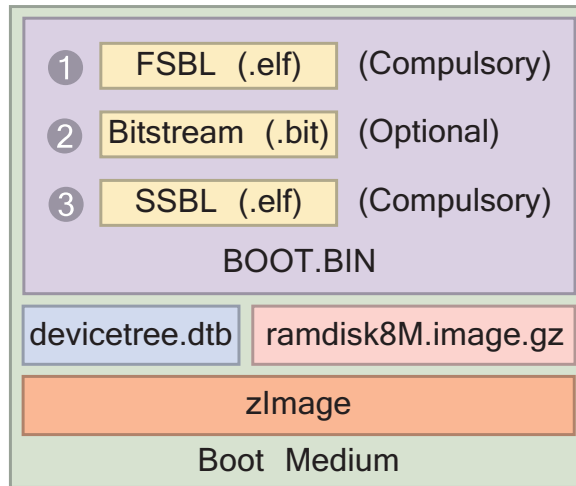 1 FSBL (.elf) (Compulsory)
2 Bitstream (.bit) (Optional)
3 SSBL (.elf) (Compulsory)
BOOT.BIN
devicetree.dtb ramdisk8M.image.gz
zImage
Boot Medium